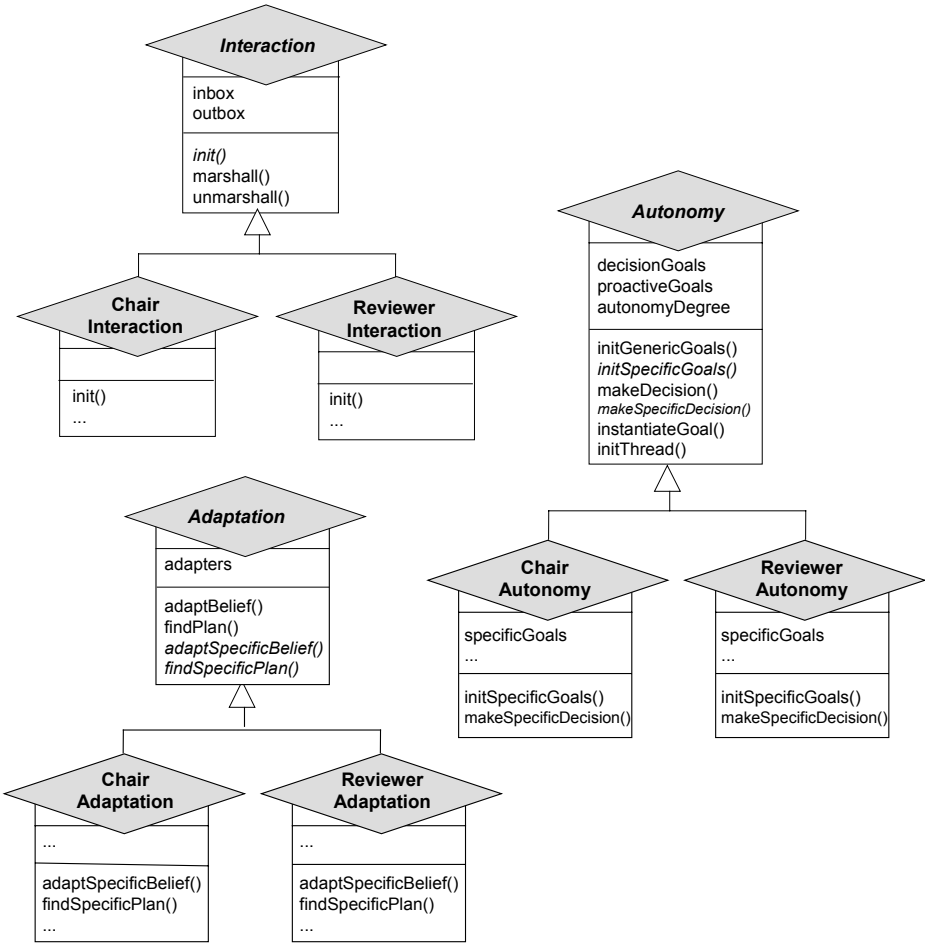 Interaction
inbox
outbox
init()
marshall()
unmarshall()
Chair
Interaction
init()
...
Reviewer
Interaction
init()
...
Autonomy
decisionGoals
proactiveGoals
autonomyDegree
initGenericGoals()
initSpecificGoals()
makeDecision()
makeSpecificDecision()
instantiateGoal()
initThread()
Chair
Autonomy
specificGoals
...
initSpecificGoals()
makeSpecificDecision()
Reviewer
Autonomy
specificGoals
...
initSpecificGoals()
makeSpecificDecision()
Adaptation
adapters
adaptBelief()
findPlan()
adaptSpecificBelief()
findSpecificPlan()
Chair
Adaptation
...
adaptSpecificBelief()
findSpecificPlan()
...
Reviewer
Adaptation
...
adaptSpecificBelief()
findSpecificPlan()
...